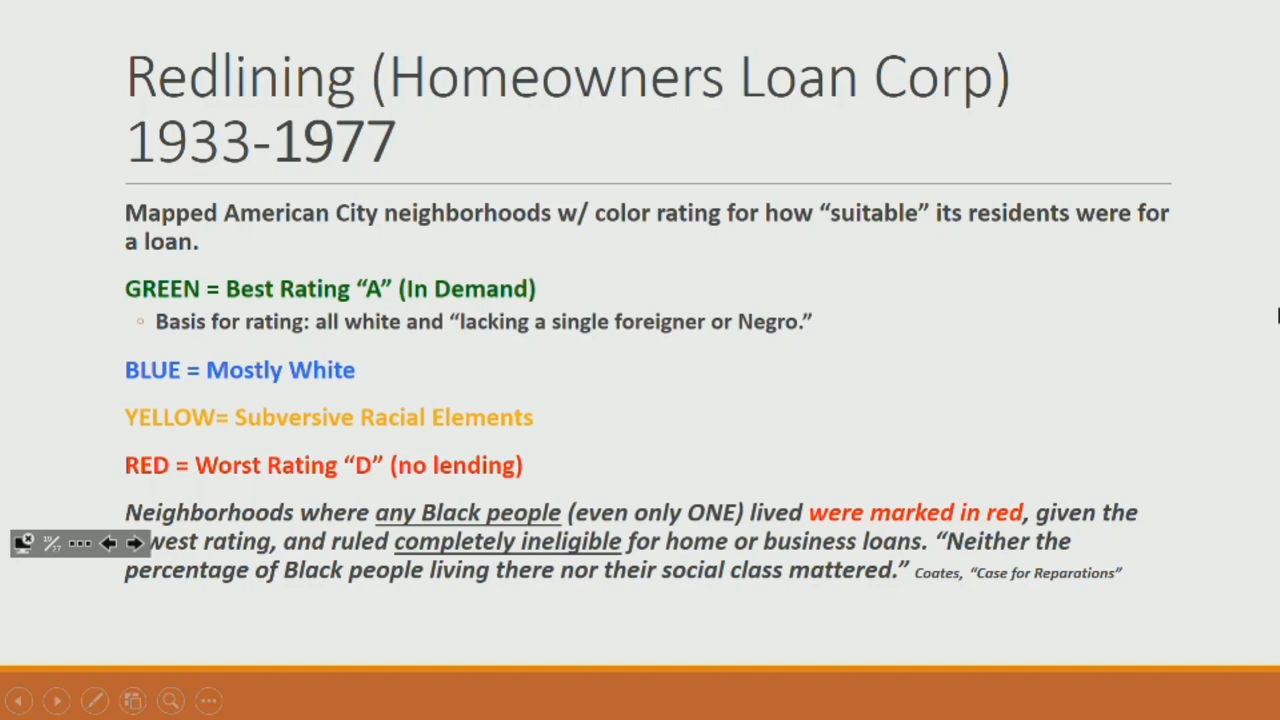 Redlining (Homeowners Loan Corp)
1933-1977
Mapped American City neighborhoods w/ color rating for how “suitable” its residents were for
a loan.
GREEN = Best Rating “A” (In Demand)
Basis for rating: all white and “lacking a single foreigner or Negro.”
BLUE = Mostly White
YELLOW= Subversive Racial Elements
RED = Worst Rating “D” (no lending)
Neighborhoods where any Black people (even only ONE) lived were marked in red, given the
west rating, and ruled completely ineligible for home or business loans. “Neither the
percentage of Black people living there nor their social class mattered.” Coates, “Case for Reparations”
19/27